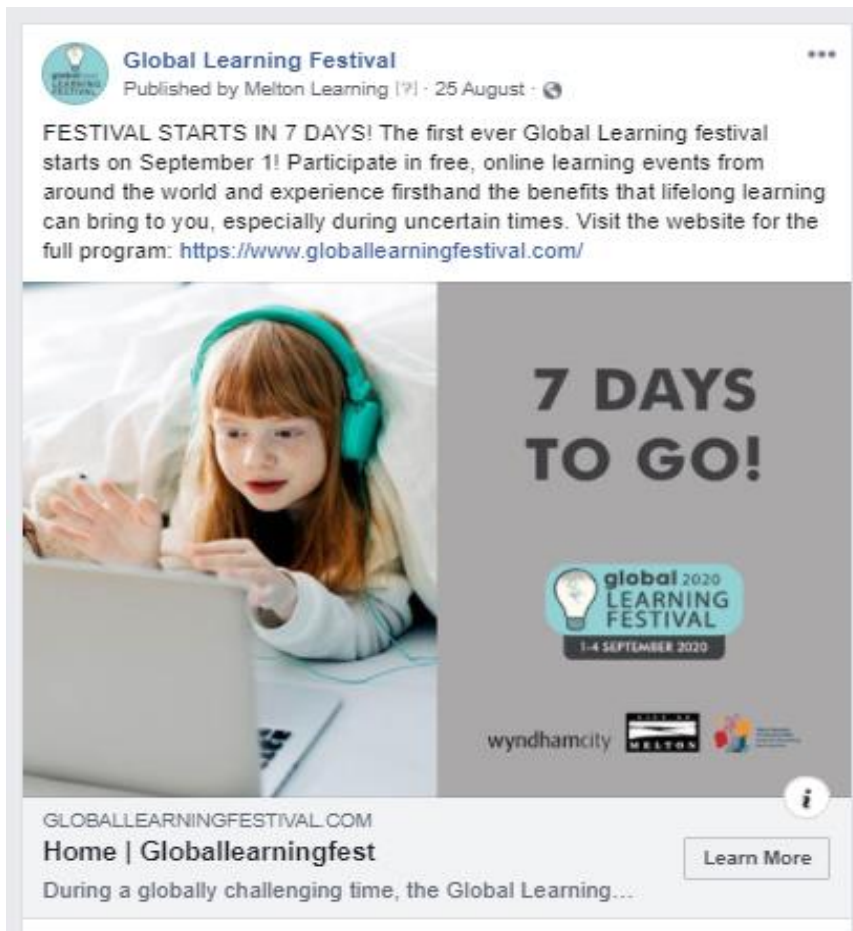 Global Learning Festival
Published by Melton Learning [?] · 25 August ·
FESTIVAL STARTS IN 7 DAYS! The first ever Global Learning festival
starts on September 1! Participate in free, online learning events from
around the world and experience firsthand the benefits that lifelong learning
can bring to you, especially during uncertain times. Visit the website for the
full program: https://www.globallearningfestival.com/
7 DAYS
TO GO!
global 2020
LEARNING
FESTIVAL
1-4 SEPTEMBER 2020
wyndhamcity
CITY OF
MELTON
GLOBALLEARNINGFESTIVAL.COM
Home | Globallearningfest
During a globally challenging time, the Global Learning...
Learn More